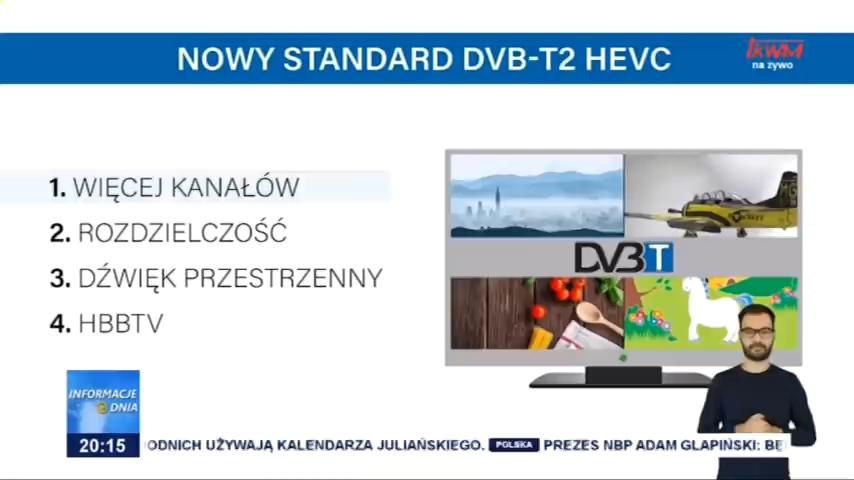 NOWY STANDARD DVB-T2 HEVC
TRWAM
na żywo
1. WIĘCEJ KANAŁÓW
2. ROZDZIELCZOŚĆ
3. DŹWIĘK PRZESTRZENNY
4. HBBTV
DVB T
INFORMACJE
DNIA
20:15
ODNICH UŻYWAJĄ KALENDARZA JULIAŃSKIEGO. POLSKA PREZES NBP ADAM GLAPIŃSKI: BĘ